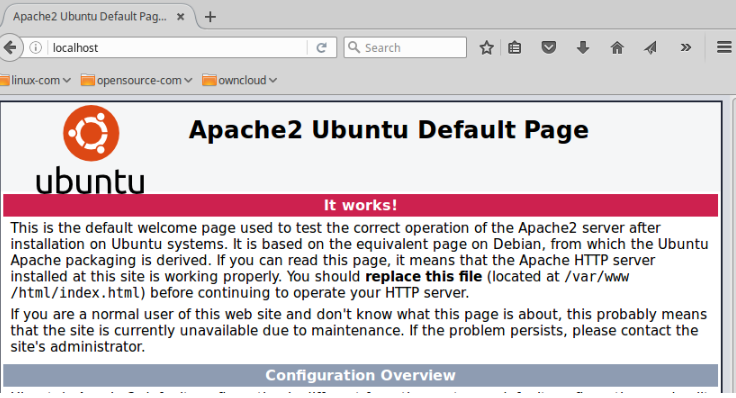 Apache2 Ubuntu Default Pag...
localhost
Search
linux-com
opensource-com
owncloud
Apache2 Ubuntu Default Page
ubuntu
It works!
This is the default welcome page used to test the correct operation of the Apache2 server after
installation on Ubuntu systems. It is based on the equivalent page on Debian, from which the Ubuntu
Apache packaging is derived. If you can read this page, it means that the Apache HTTP server
installed at this site is working properly. You should replace this file (located at /var/www
/html/index.html) before continuing to operate your HTTP server.
If you are a normal user of this web site and don't know what this page is about, this probably means
that the site is currently unavailable due to maintenance. If the problem persists, please contact the
site's administrator.
Configuration Overview